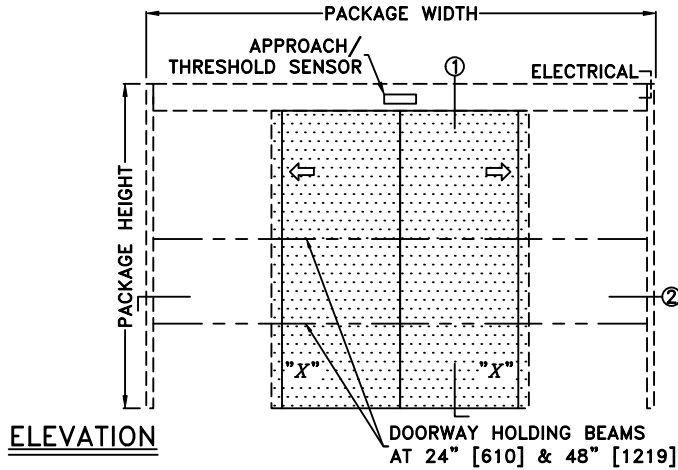 PACKAGE WIDTH
APPROACH/
THRESHOLD SENSOR
1
ELECTRICAL
PACKAGE HEIGHT
2
"X"
"X"
ELEVATION
DOORWAY HOLDING BEAMS
AT 24" [610] & 48" [1219]